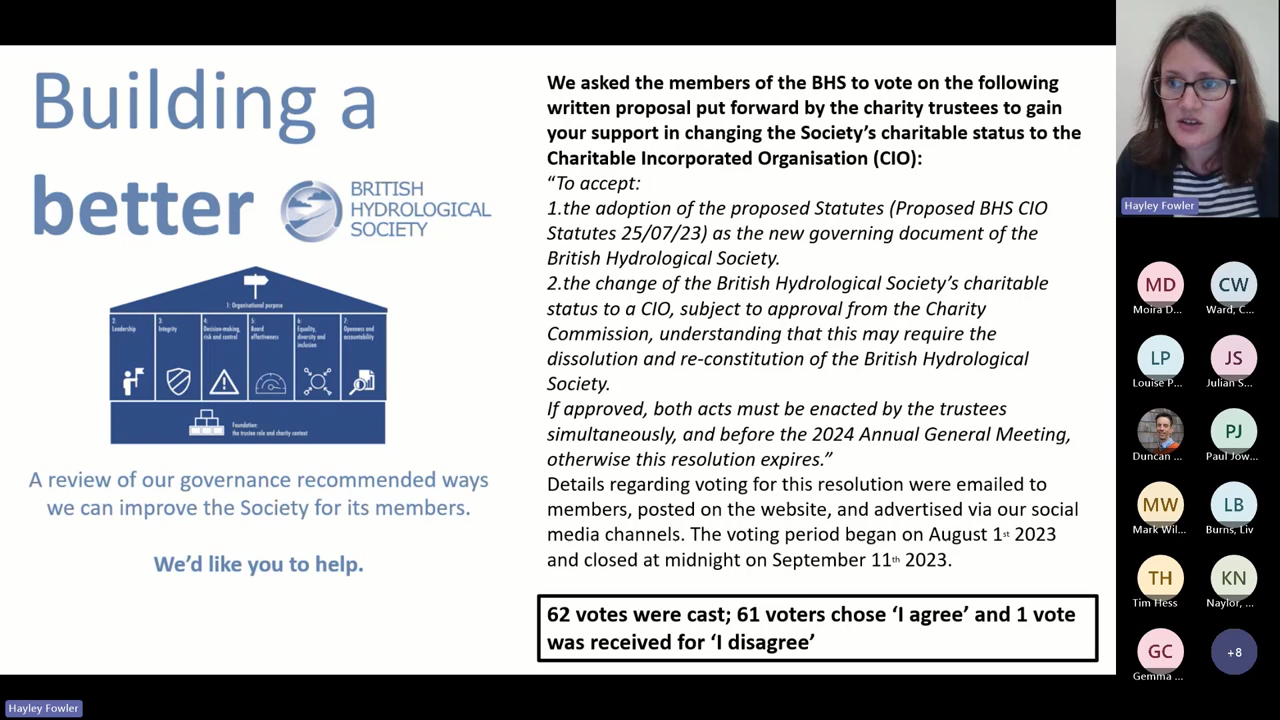 Building a
better
BRITISH
HYDROLOGICAL
SOCIETY
1: Organisational purpose
2:
Leadership
3:
Integrity
4:
Decision-making,
risk and control
5:
Board
effectiveness
6:
Equality,
diversity and
inclusion
7:
Openness and
accountability
Foundation:
the trustee role and charity context
A review of our governance recommended ways
we can improve the Society for its members.
We’d like you to help.
We asked the members of the BHS to vote on the following
written proposal put forward by the charity trustees to gain
your support in changing the Society’s charitable status to the
Charitable Incorporated Organisation (CIO):
“To accept:
1.the adoption of the proposed Statutes (Proposed BHS CIO
Statutes 25/07/23) as the new governing document of the
British Hydrological Society.
2.the change of the British Hydrological Society’s charitable
status to a CIO, subject to approval from the Charity
Commission, understanding that this may require the
dissolution and re-constitution of the British Hydrological
Society.
If approved, both acts must be enacted by the trustees
simultaneously, and before the 2024 Annual General Meeting,
otherwise this resolution expires.”
Details regarding voting for this resolution were emailed to
members, posted on the website, and advertised via our social
media channels. The voting period began on August 1st 2023
and closed at midnight on September 11th 2023.
62 votes were cast; 61 voters chose ‘I agree’ and 1 vote
was received for ‘I disagree’
Hayley Fowler
MD
Moira D...
CW
Ward, C...
LP
Louise P...
JS
Julian S...
Duncan ...
PJ
Paul Jow...
MW
Mark Wil...
LB
Burns, Liv
TH
Tim Hess
KN
Naylor, ...
GC
Gemma ...
+8
Hayley Fowler